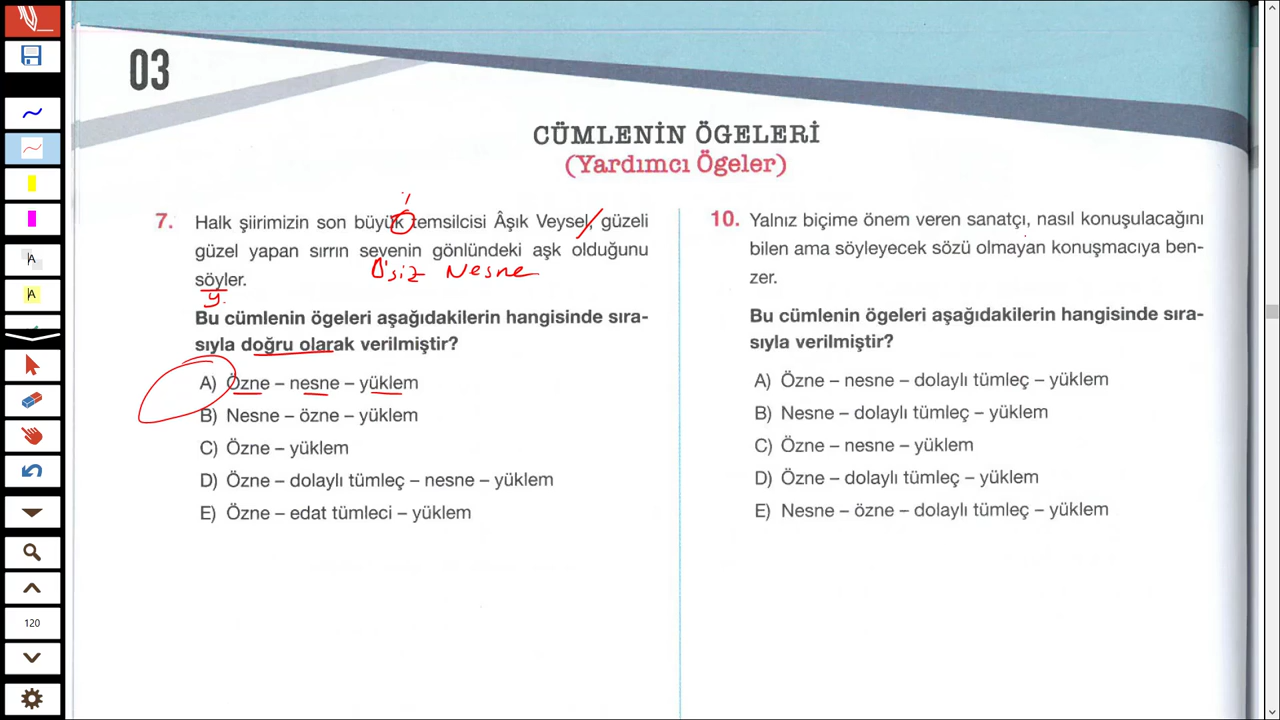 03
CÜMLENİN ÖGELERİ
(Yardımcı Ögeler)
7. Halk şiirimizin son büyük temsilcisi Âşık Veysel, güzeli
güzel yapan sırrın sevenin gönlündeki aşk olduğunu
söyler.
Ö
B'siz Nesne
y.
Bu cümlenin ögeleri aşağıdakilerin hangisinde sıra-
sıyla doğru olarak verilmiştir?
A) Özne – nesne – yüklem
B) Nesne – özne – yüklem
C) Özne – yüklem
D) Özne – dolaylı tümleç – nesne – yüklem
E) Özne – edat tümleci – yüklem
10. Yalnız biçime önem veren sanatçı, nasıl konuşulacağını
bilen ama söyleyecek sözü olmayan konuşmacıya ben-
zer.
Bu cümlenin ögeleri aşağıdakilerin hangisinde sıra-
sıyla verilmiştir?
A) Özne – nesne – dolaylı tümleç – yüklem
B) Nesne – dolaylı tümleç – yüklem
C) Özne – nesne – yüklem
D) Özne – dolaylı tümleç – yüklem
E) Nesne – özne – dolaylı tümleç – yüklem
A
A
120